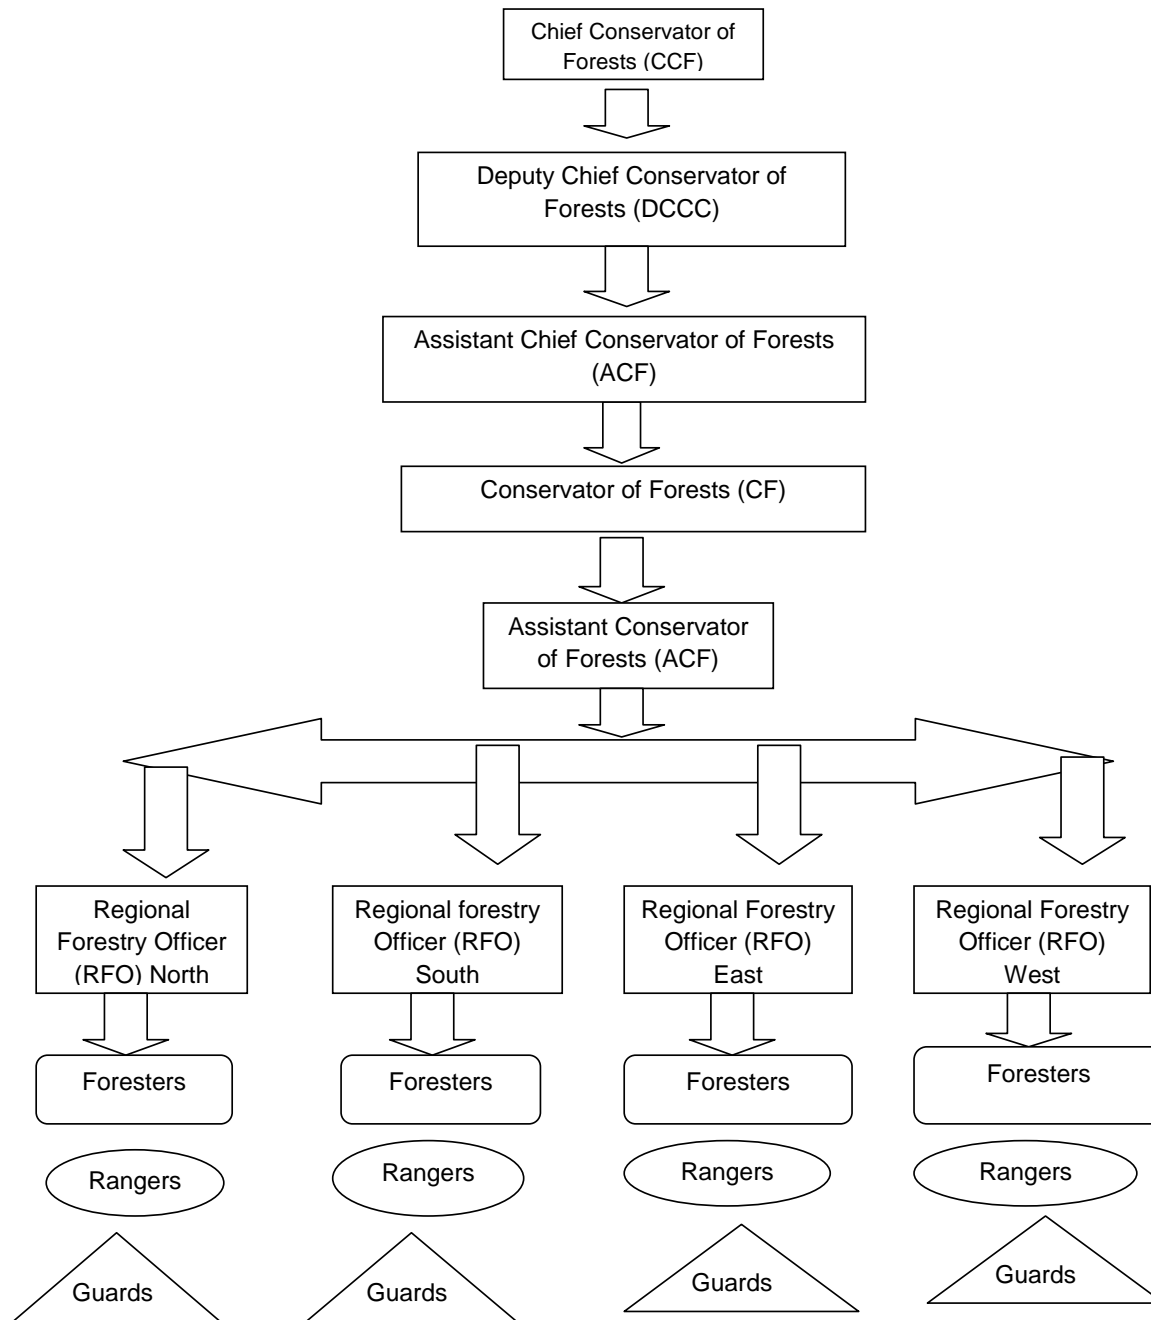 Chief Conservator of
Forests (CCF)
Deputy Chief Conservator of
Forests (DCCC)
Assistant Chief Conservator of Forests
(ACF)
Conservator of Forests (CF)
Assistant Conservator
of Forests (ACF)
Regional
Forestry Officer
(RFO) North
Regional forestry
Officer (RFO)
South
Regional Forestry
Officer (RFO)
East
Regional Forestry
Officer (RFO)
West
Foresters
Foresters
Foresters
Foresters
Rangers
Rangers
Rangers
Rangers
Guards
Guards
Guards
Guards